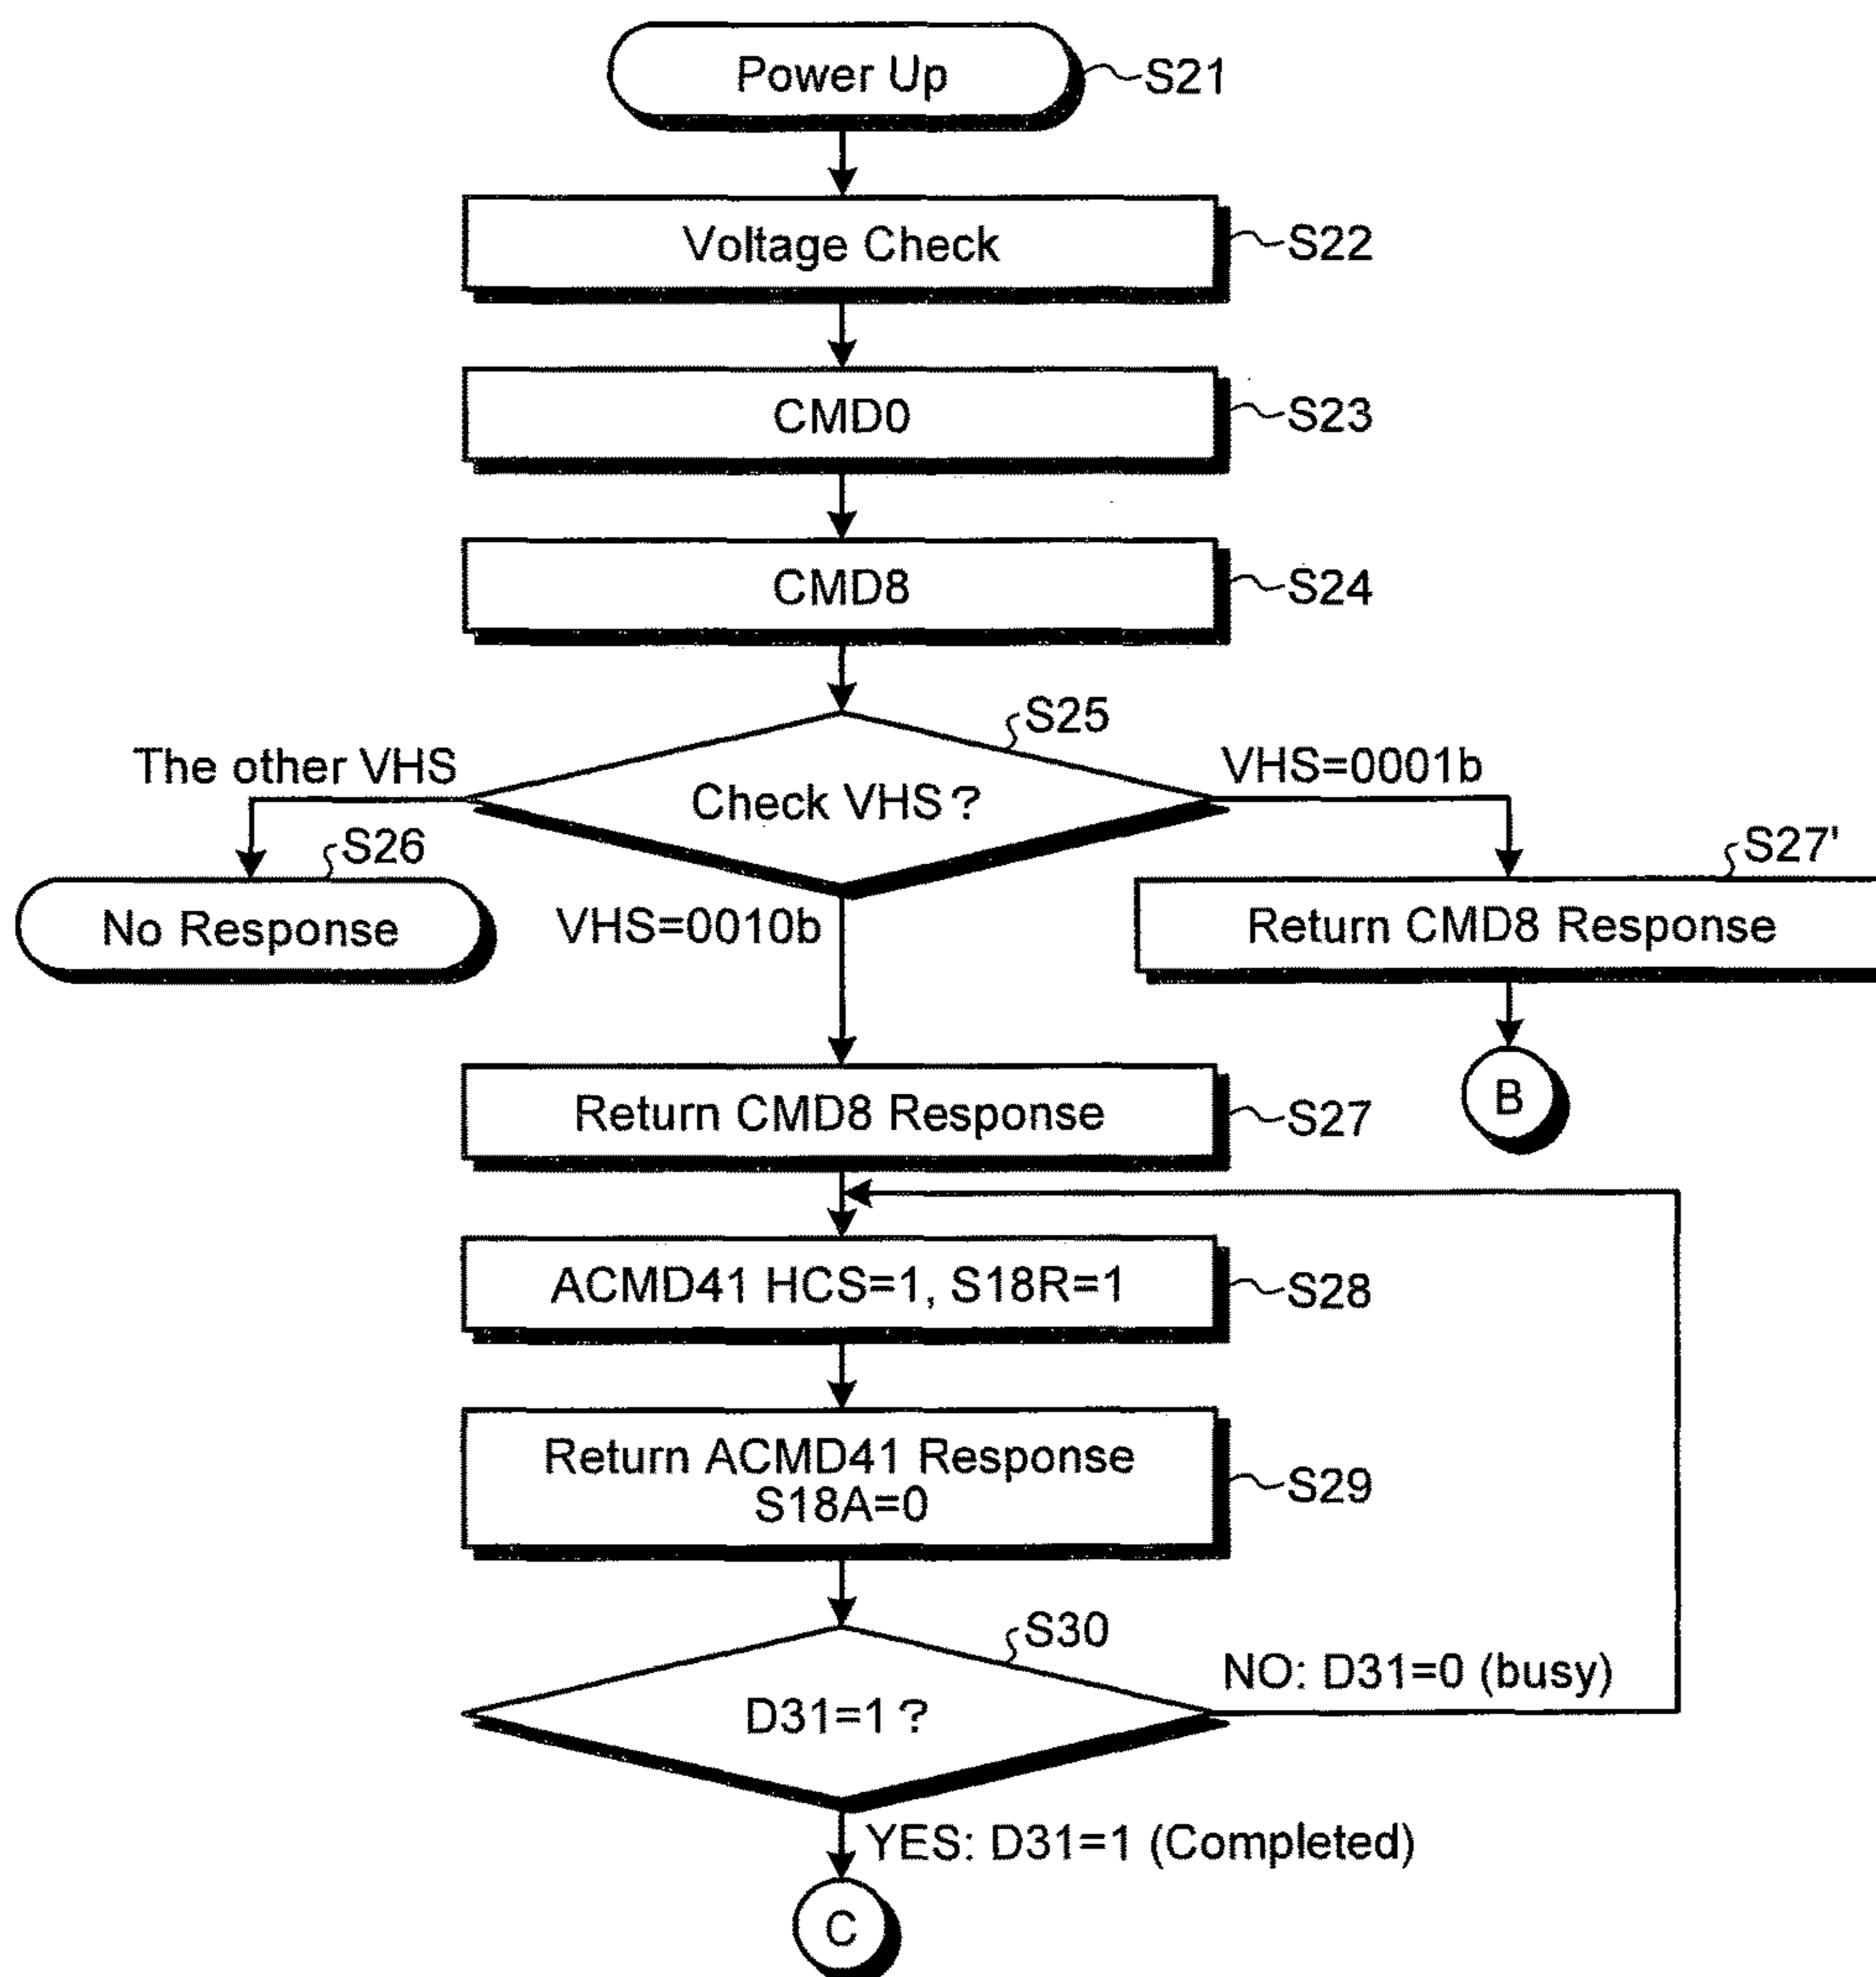 Power Up
S21
Voltage Check
S22
CMD0
S23
CMD8
S24
S25
The other VHS
Check VHS?
VHS=0001b
S26
No Response
VHS=0010b
S27'
Return CMD8 Response
B
Return CMD8 Response
S27
ACMD41 HCS=1, S18R=1
S28
Return ACMD41 Response
S18A=0
S29
S30
D31=1?
NO: D31=0 (busy)
YES: D31=1 (Completed)
C